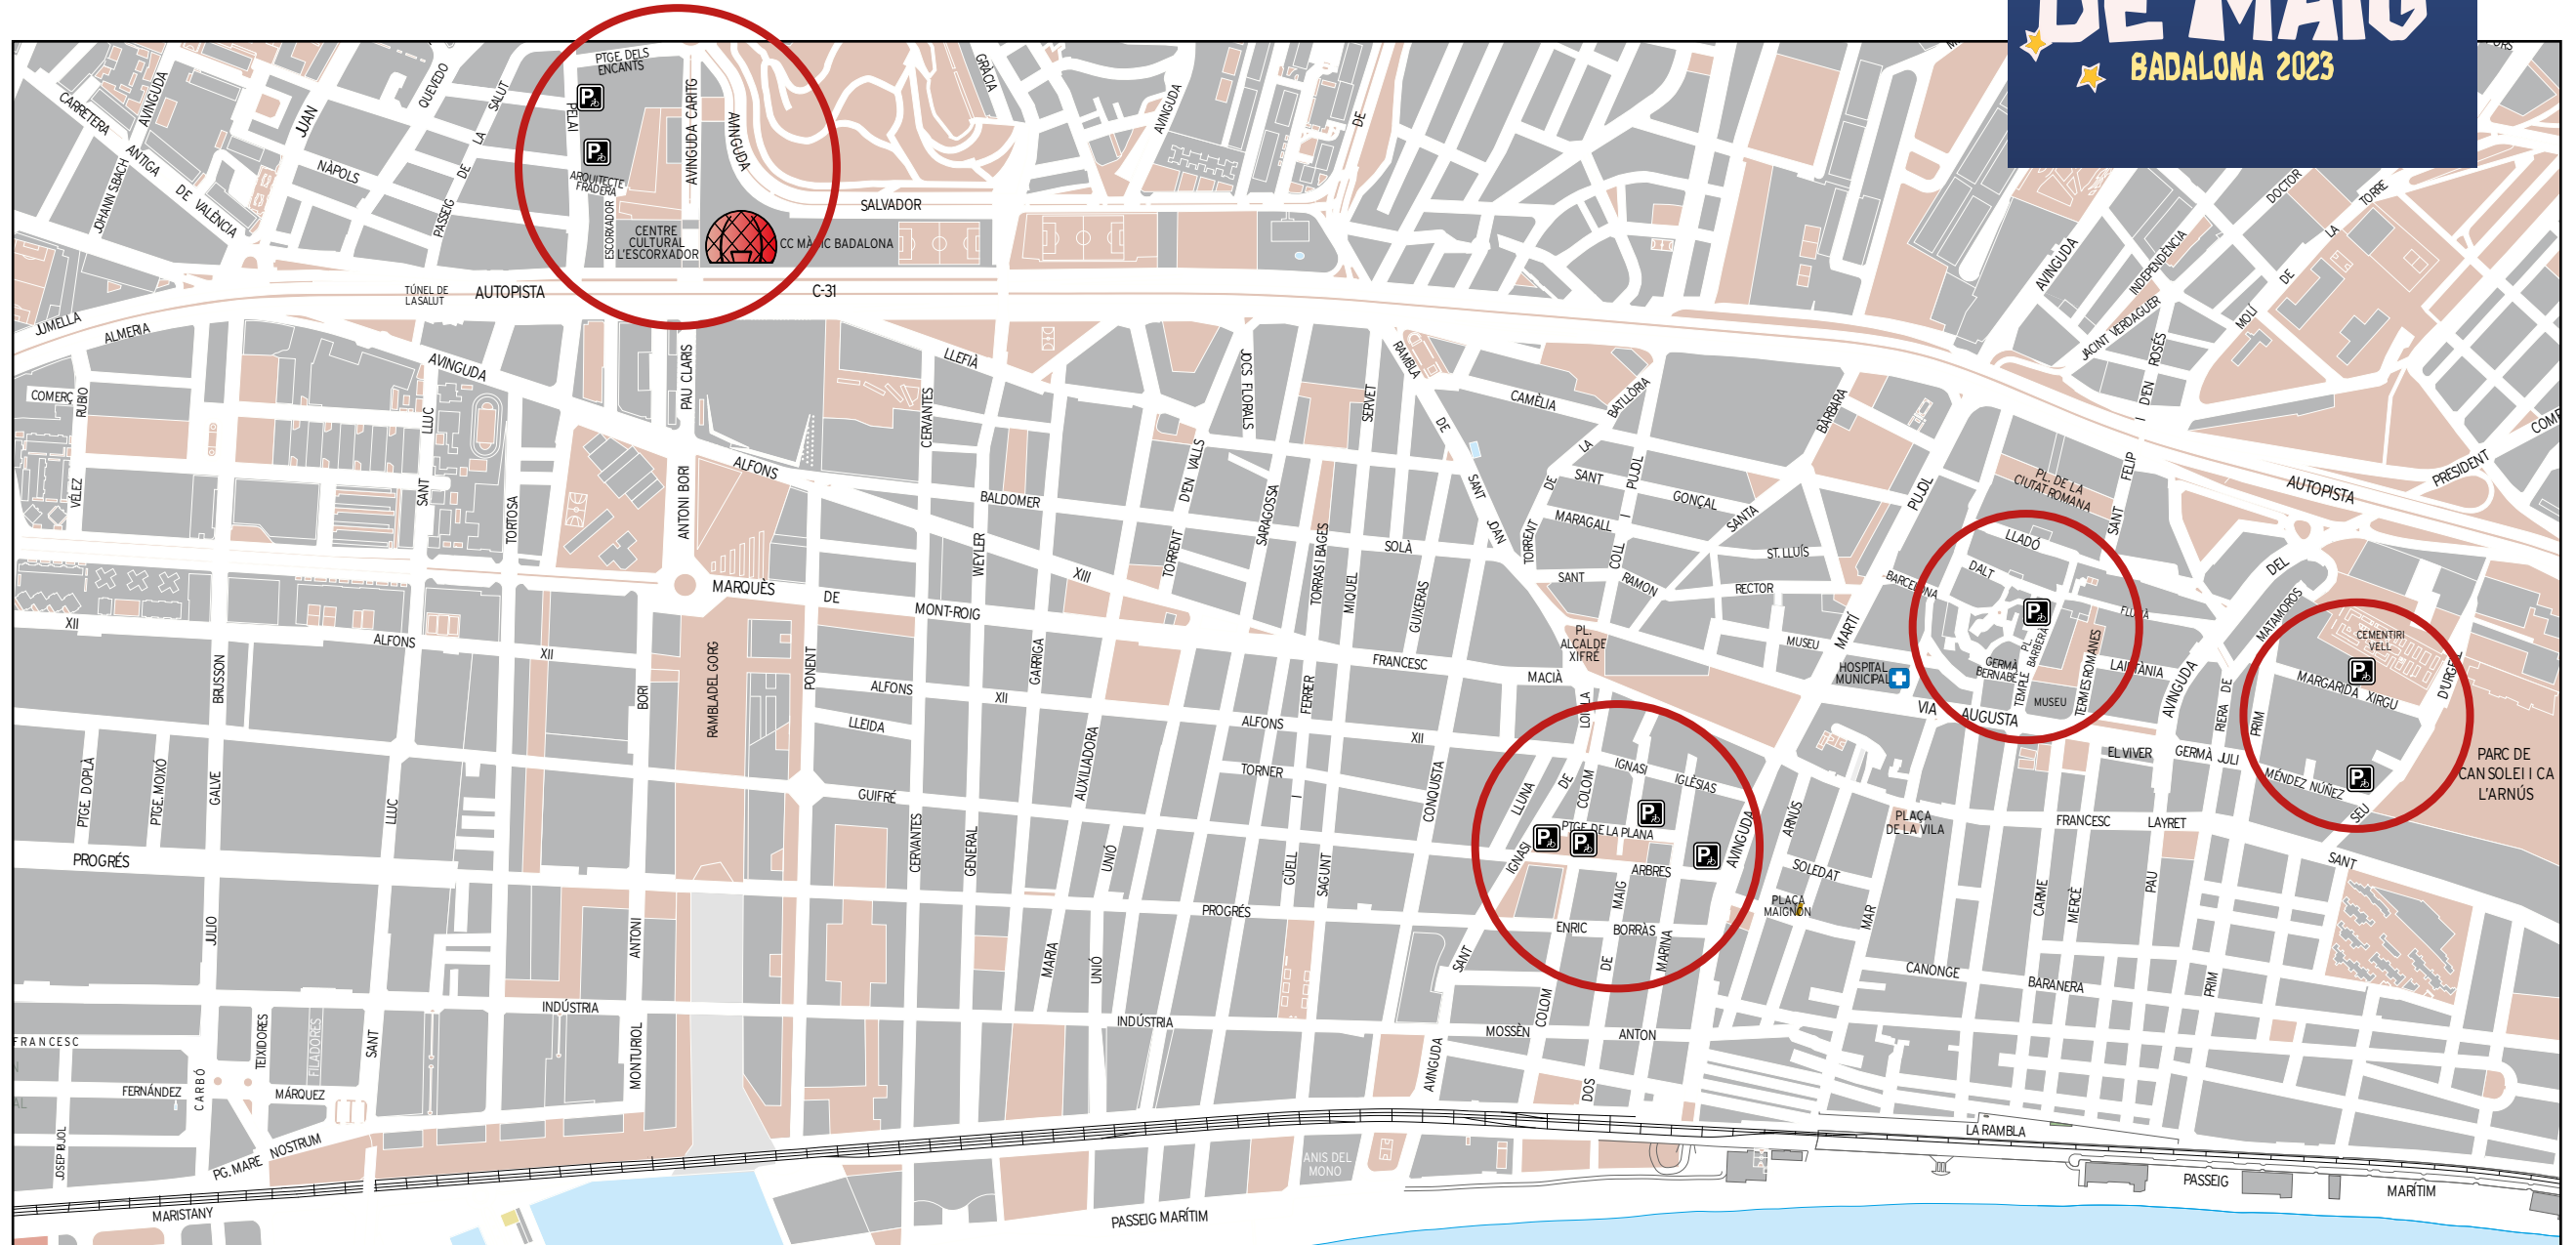 DE MAIG
BADALONA 2023
PTGE. DELS
ENCANTS
PELAI
AVINGUDA CARITG
AVINGUDA
GRÀCIA
AVINGUDA
DE
QUEVEDO
SALUT
LA
DE
PASSEIG
JUAN
AVINGUDA
CARRETERA
ANTIGA
DE VALÈNCIA
JOHANN S.BACH
NÀPOLS
ARQUITECTE
FRADERA
ESCORXADOR
CENTRE
CULTURAL
L'ESCORXADOR
SALVADOR
DOCTOR
TORRE
LA
DE
MOLÍ
INDEPENDÈNCIA
AVINGUDA
JACINT VERDAGUER
D'EN ROSÉS
I
FELIP
SANT
TÚNEL DE
LA SALUT
AUTOPISTA
C-31
JUMELLA
ALMERIA
AVINGUDA
PAU CLARIS
LLEFIÀ
JOCS FLORALS
SERVET
RAMBLA
DE
SANT
JOAN
CAMÈLIA
BATLLÒRIA
LA
DE
TORRENT
BÀRBARA
SANTA
COMERÇ
RUBIO
VÉLEZ
LLUC
SANT
TORTOSA
ANTONI BORI
ALFONS
CERVANTES
BALDOMER
D'EN VALLS
TORRENT
SARAGOSSA
TORRAS I BAGES
MIQUEL
SOLÀ
GUIXERAS
WEYLER
XIII
SANT
GONÇAL
PUJOL
I
COLL
MARAGALL
SANT
RAMON
ST. LLUÍS
RECTOR
MUSEU
PUJOL
MARTÍ
PL. DE LA
CIUTAT ROMANA
AUTOPISTA
PRESIDENT
LLADÓ
DALT
BARCELONA
FLUVIÀ
PL.
BARBERÀ
TEMPLE
GERMÀ
BERNABÉ
TERMES ROMANES
MUSEU
LAIETÀNIA
HOSPITAL
MUNICIPAL
VIA
AUGUSTA
DEL
MATAMOROS
AVINGUDA
RIERA DE
PRIM
CEMENTIRI
VELL
MARGARIDA XIRGU
D'URGELL
SEU
MÉNDEZ NÚÑEZ
PARC DE
CAN SOLEI I CA
L'ARNÚS
MARQUÈS
DE
MONT-ROIG
XII
ALFONS
XII
BRUSSON
BORI
RAMBLA DEL GORG
PONENT
ALFONS
XII
LLEIDA
GARRIGA
AUXILIADORA
ALFONS
XII
TORNER
FERRER
I
FRANCESC
MACIÀ
PL.
ALCALDE
XIFRÉ
LOIOLA
DE
IGNASI
IGNASI
IGLÉSIAS
LLUNA
COLOM
PTGE. DE LA PLANA
ARBRES
MAIG
ENRIC
BORRÀS
DE
MARINA
AVINGUDA
ARNÚS
SOLEDAT
PLAÇA
MAIGNON
PLAÇA
DE LA VILA
EL VIVER
GERMÀ JULI
FRANCESC
LAYRET
SANT
PTGE. DOPLÀ
PTGE. MOIXÓ
GALVE
LLUC
GUIFRÉ
CERVANTES
GENERAL
UNIÓ
GÜELL
SAGUNT
CONQUISTA
PROGRÉS
PROGRÉS
JULIO
ANTONI
MARIA
UNIÓ
SANT
COLOM
MAR
CARME
MERCÈ
PAU
CANONGE
BARANERA
PRIM
INDÚSTRIA
INDÚSTRIA
MOSSÈN
ANTON
AVINGUDA
DOS
FRANCESC
TEIXIDORES
FILADORES
SANT
MONTURIOL
FERNÁNDEZ
CARBÓ
MÁRQUEZ
JOSEP PUJOL
PG. MARE NOSTRUM
MARISTANY
ANIS DEL
MONO
PASSEIG MARÍTIM
LA RAMBLA
PASSEIG
MARÍTIM